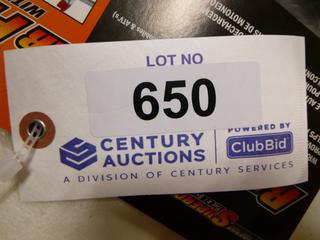 LOT NO
650
CENTURY
AUCTIONS
POWERED BY
ClubBid
A DIVISION OF CENTURY SERVICES